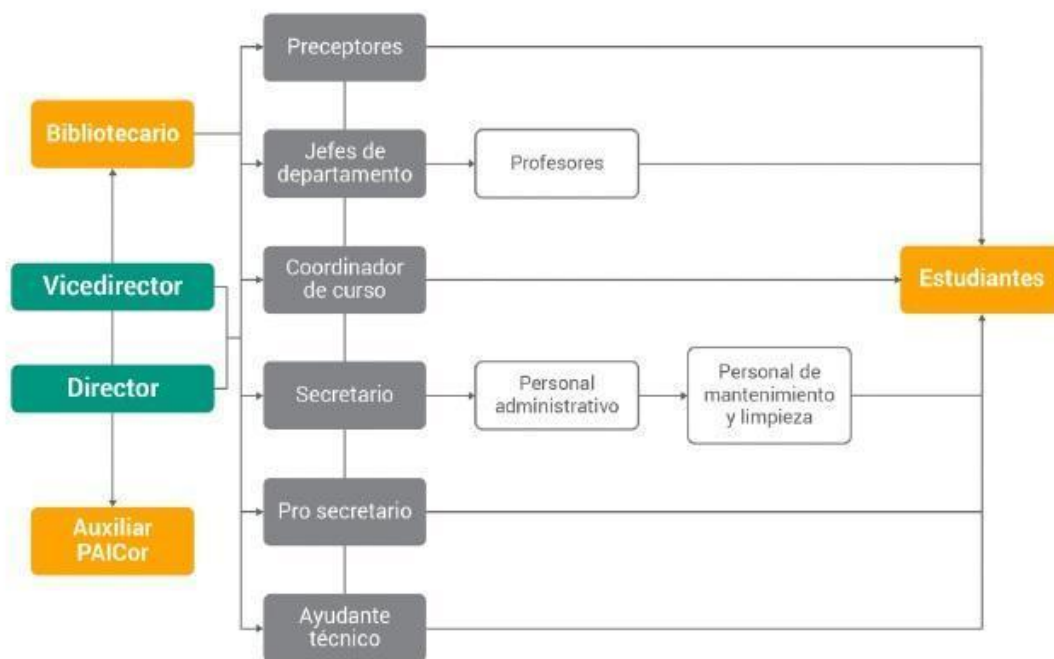 Preceptores
Bibliotecario
Jefes de
departamento
Profesores
Vicedirector
Coordinador
de curso
Estudiantes
Director
Secretario
Personal
administrativo
Personal de
mantenimiento
y limpieza
Auxiliar
PAICor
Pro secretario
Ayudante
técnico